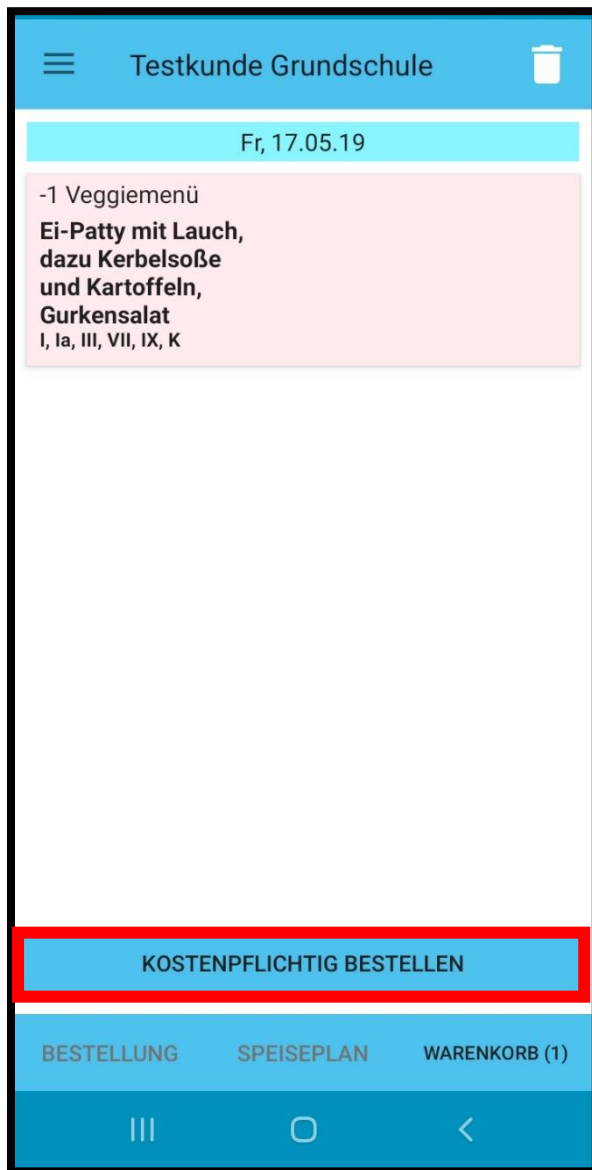 Testkunde Grundschule
Fr, 17.05.19
-1 Veggiemenü
Ei-Patty mit Lauch,
dazu Kerbelsoße
und Kartoffeln,
Gurkensalat
I, Ia, III, VII, IX, K
KOSTENPFLICHTIG BESTELLEN
BESTELLUNG SPEISEPLAN WARENKORB (1)